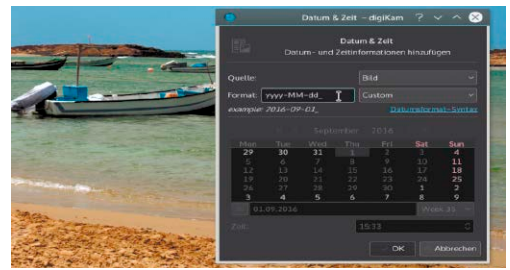 Datum & Zeit – digiKam
Datum & Zeit
Datum- und Zeitinformationen hinzufügen
Quelle: Bild
Format: yyyy-MM-dd_ Custom
example: 2016-09-01_ Datumsformat-Syntax
September 2016
Mon Tue Wed Thu Fri Sat Sun
29 30 31 1 2 3 4
5 6 7 8 9 10 11
12 13 14 15 16 17 18
19 20 21 22 23 24 25
26 27 28 29 30 1 2
3 4 5 6 7 8 9
01.09.2016 Week 35
Zeit: 15:33
OK Abbrechen